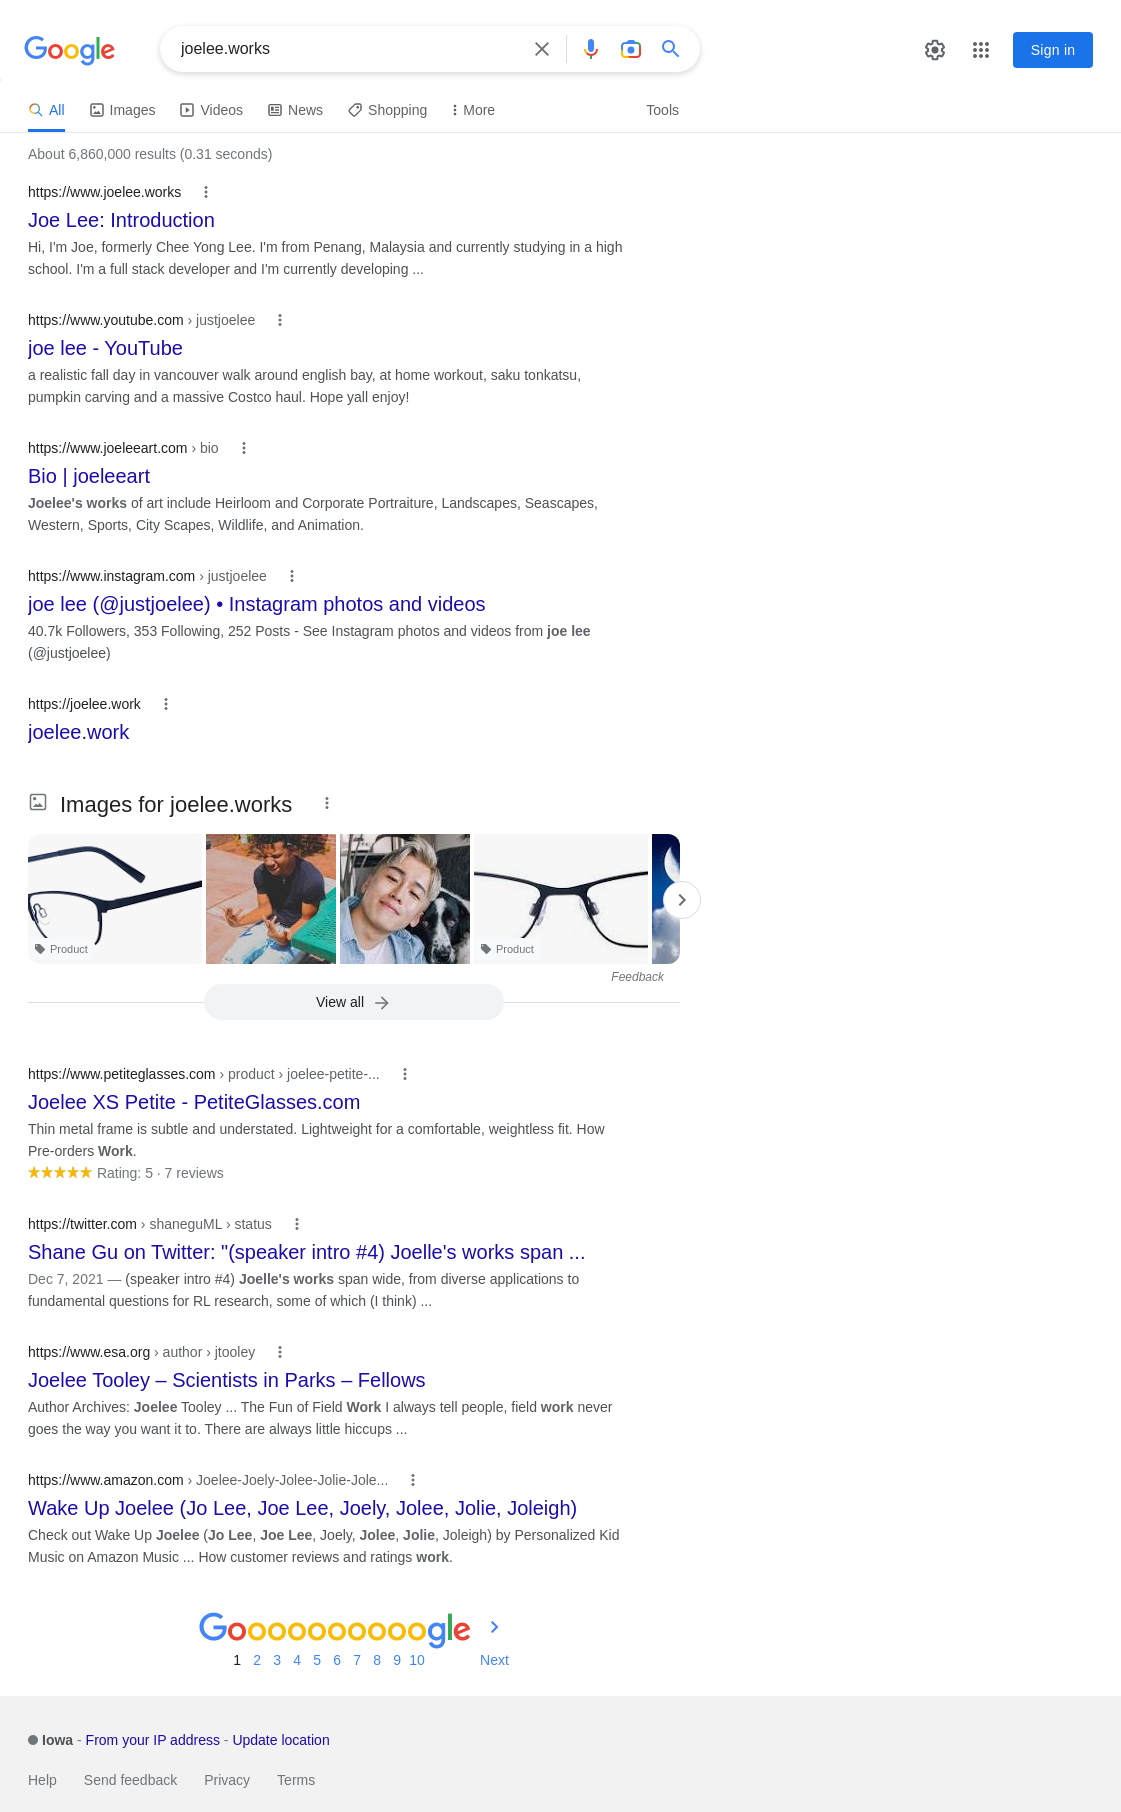 Google
joelee.works
Sign in
All
Images
Videos
News
Shopping
More
Tools
About 6,860,000 results (0.31 seconds)
https://www.joelee.works
Joe Lee: Introduction
Hi, I'm Joe, formerly Chee Yong Lee. I'm from Penang, Malaysia and currently studying in a high
school. I'm a full stack developer and I'm currently developing ...
https://www.youtube.com › justjoelee
joe lee - YouTube
a realistic fall day in vancouver walk around english bay, at home workout, saku tonkatsu,
pumpkin carving and a massive Costco haul. Hope yall enjoy!
https://www.joeleeart.com › bio
Bio | joeleeart
Joelee's works of art include Heirloom and Corporate Portraiture, Landscapes, Seascapes,
Western, Sports, City Scapes, Wildlife, and Animation.
https://www.instagram.com › justjoelee
joe lee (@justjoelee) • Instagram photos and videos
40.7k Followers, 353 Following, 252 Posts - See Instagram photos and videos from joe lee
(@justjoelee)
https://joelee.work
joelee.work
Images for joelee.works
Product
Product
Feedback
View all
https://www.petiteglasses.com › product › joelee-petite-...
Joelee XS Petite - PetiteGlasses.com
Thin metal frame is subtle and understated. Lightweight for a comfortable, weightless fit. How
Pre-orders Work.
Rating: 5 · 7 reviews
https://twitter.com › shaneguML › status
Shane Gu on Twitter: "(speaker intro #4) Joelle's works span ...
Dec 7, 2021 — (speaker intro #4) Joelle's works span wide, from diverse applications to
fundamental questions for RL research, some of which (I think) ...
https://www.esa.org › author › jtooley
Joelee Tooley – Scientists in Parks – Fellows
Author Archives: Joelee Tooley ... The Fun of Field Work I always tell people, field work never
goes the way you want it to. There are always little hiccups ...
https://www.amazon.com › Joelee-Joely-Jolee-Jolie-Jole...
Wake Up Joelee (Jo Lee, Joe Lee, Joely, Jolee, Jolie, Joleigh)
Check out Wake Up Joelee (Jo Lee, Joe Lee, Joely, Jolee, Jolie, Joleigh) by Personalized Kid
Music on Amazon Music ... How customer reviews and ratings work.
Goooooooooogle
1 2 3 4 5 6 7 8 9 10 Next
Iowa - From your IP address - Update location
Help Send feedback Privacy Terms